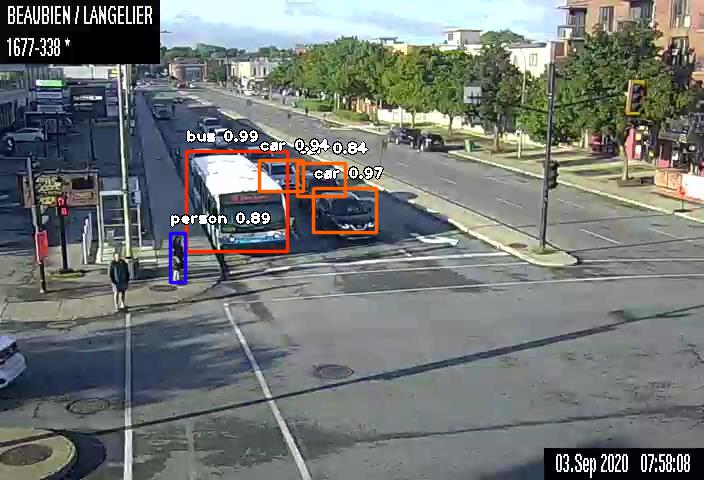 BEAUBIEN / LANGELIER
1677-338 *
bus 0.99
car 0.94
0.84
car 0.97
person 0.89
03.Sep 2020 07:58:08